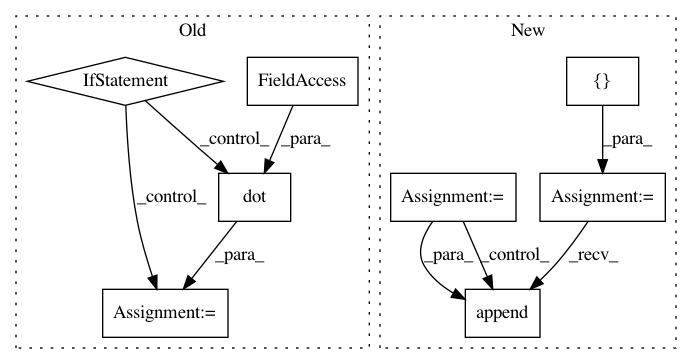 Old
New
IfStatement
FieldAccess
{}
_control_
_para_
_para_
_control_
dot
Assignment:=
Assignment:=
_para_
_para_
_control_
_recv_
Assignment:=
append